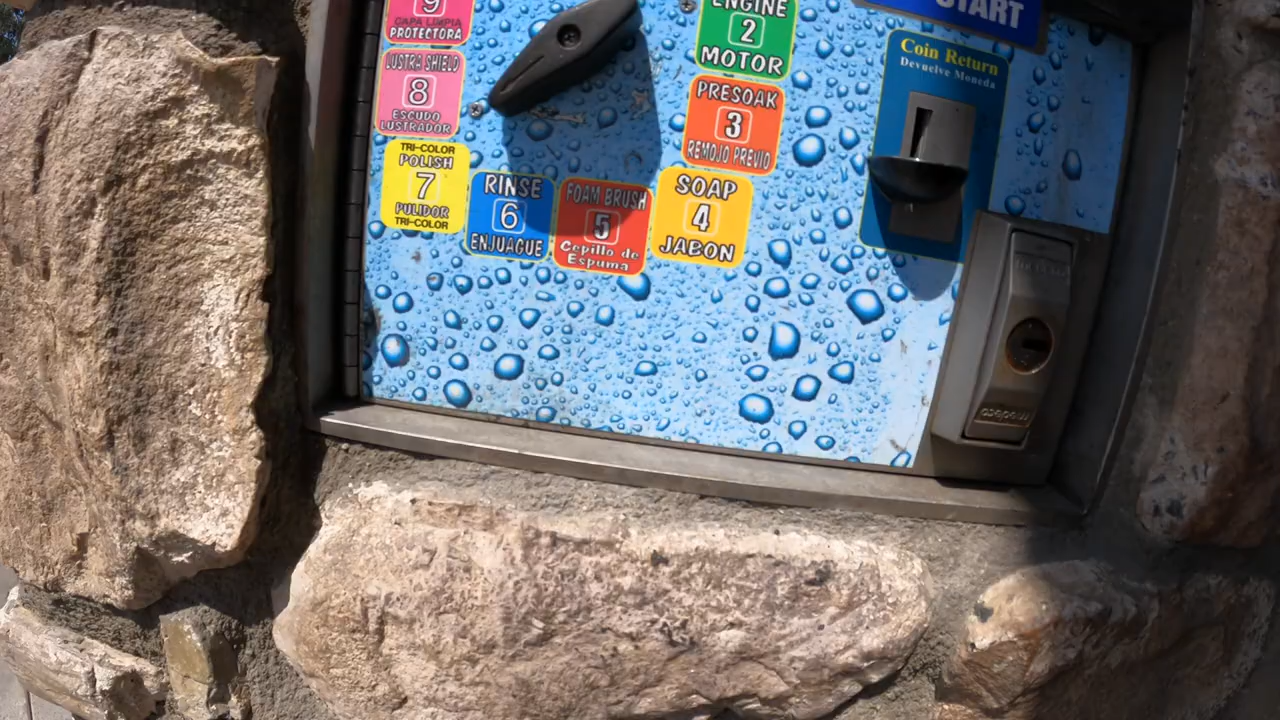 9
CAPA LIMPIA
PROTECTORA
LUSTRA SHIELD
8
ESCUDO
LUSTRADOR
TRI-COLOR
POLISH
7
PULIDOR
TRI-COLOR
RINSE
6
ENJUAGUE
FOAM BRUSH
5
Cepillo de
Espuma
SOAP
4
JABON
PRESOAK
3
REMOJO PREVIO
ENGINE
2
MOTOR
START
Coin Return
Devuelve Moneda